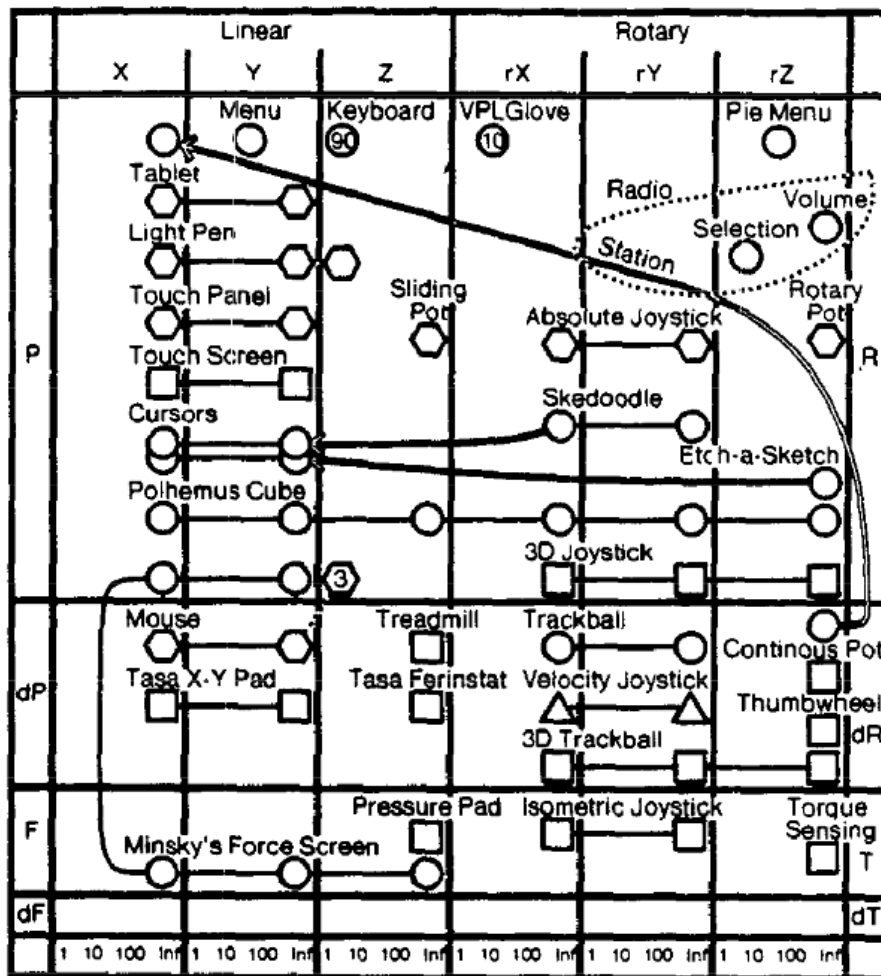 Linear Rotary
X Y Z rX rY rZ
Menu Keyboard VPLGlove Pie Menu
90 10
Tablet
Radio Volume
Selection
Light Pen Station
Sliding Pot Rotary Pot
Touch Panel Absolute Joystick
P R
Touch Screen
Cursors Skedoodle
Etch-a-Sketch
Polhemus Cube
3D Joystick
3
Mouse Treadmill Trackball
Continous Pot
Tasa X-Y Pad Tasa Ferinstat Velocity Joystick
dP Thumbwheel
dR
3D Trackball
Pressure Pad Isometric Joystick Torque Sensing
F T
Minsky's Force Screen
dF dT
1 10 100 Inf 1 10 100 Inf 1 10 100 Inf 1 10 100 Inf 1 10 100 Inf 1 10 100 Inf